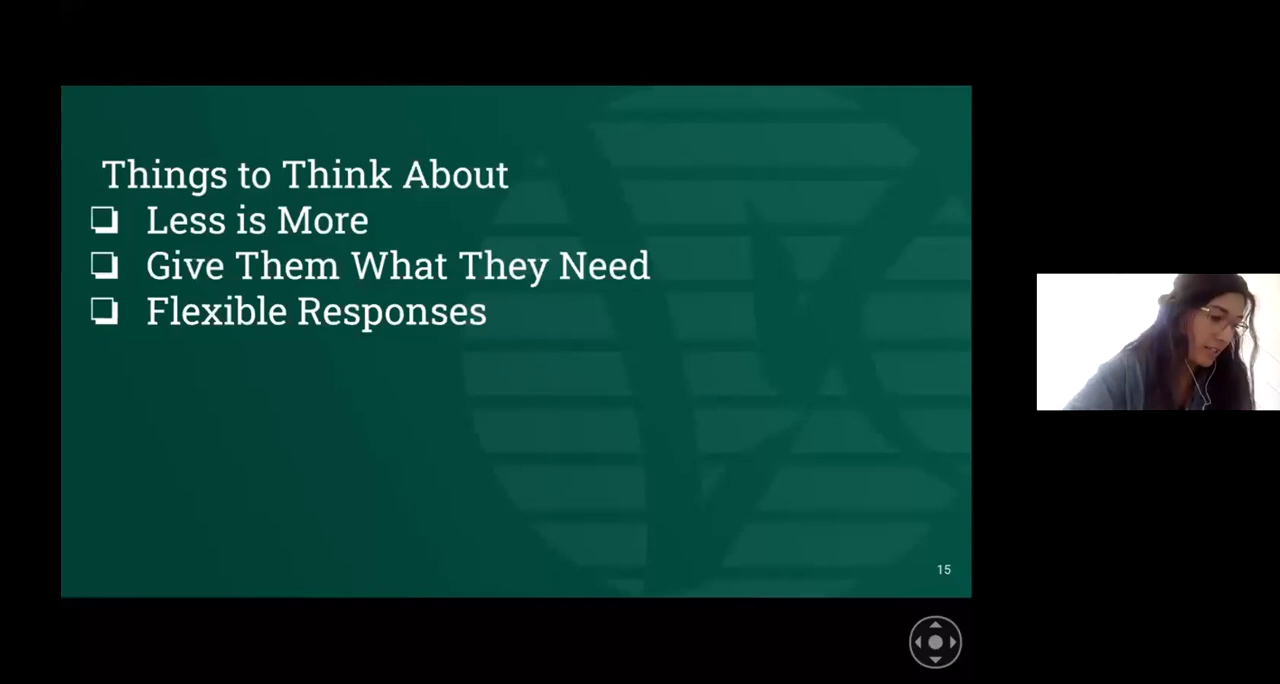 Things to Think About
❏ Less is More
❏ Give Them What They Need
❏ Flexible Responses
15